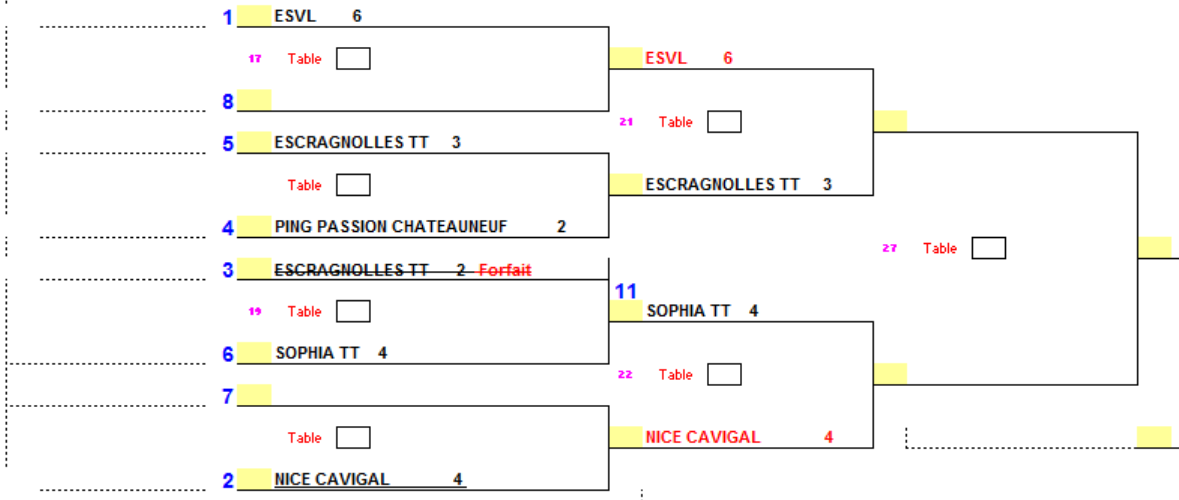 1 ESVL 6
17 Table
ESVL 6
8
21 Table
5 ESCRAGNOLLES TT 3
Table
ESCRAGNOLLES TT 3
4 PING PASSION CHATEAUNEUF 2
27 Table
3 ESCRAGNOLLES TT 2 Forfait
11
19 Table
SOPHIA TT 4
6 SOPHIA TT 4
22 Table
7
Table
NICE CAVIGAL 4
2 NICE CAVIGAL 4